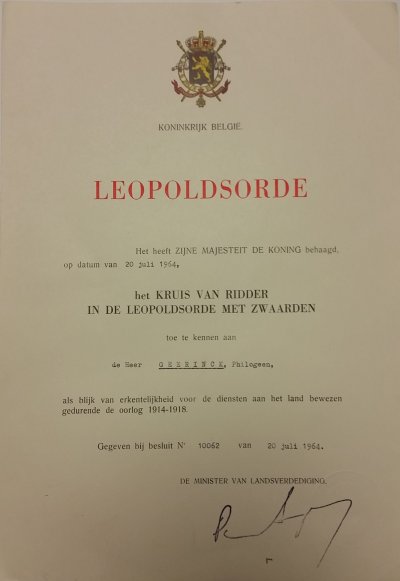 KONINKRIJK BELGIË.
LEOPOLDSORDE
Het heeft ZIJNE MAJESTEIT DE KONING behaagd,
op datum van 20 juli 1964,
het KRUIS VAN RIDDER
IN DE LEOPOLDSORDE MET ZWAARDEN
toe te kennen aan
de Heer GEERINCK, Philogeen,
als blijk van erkentelijkheid voor de diensten aan het land bewezen
gedurende de oorlog 1914-1918.
Gegeven bij besluit Nr 10062 van 20 juli 1964.
DE MINISTER VAN LANDSVERDEDIGING.